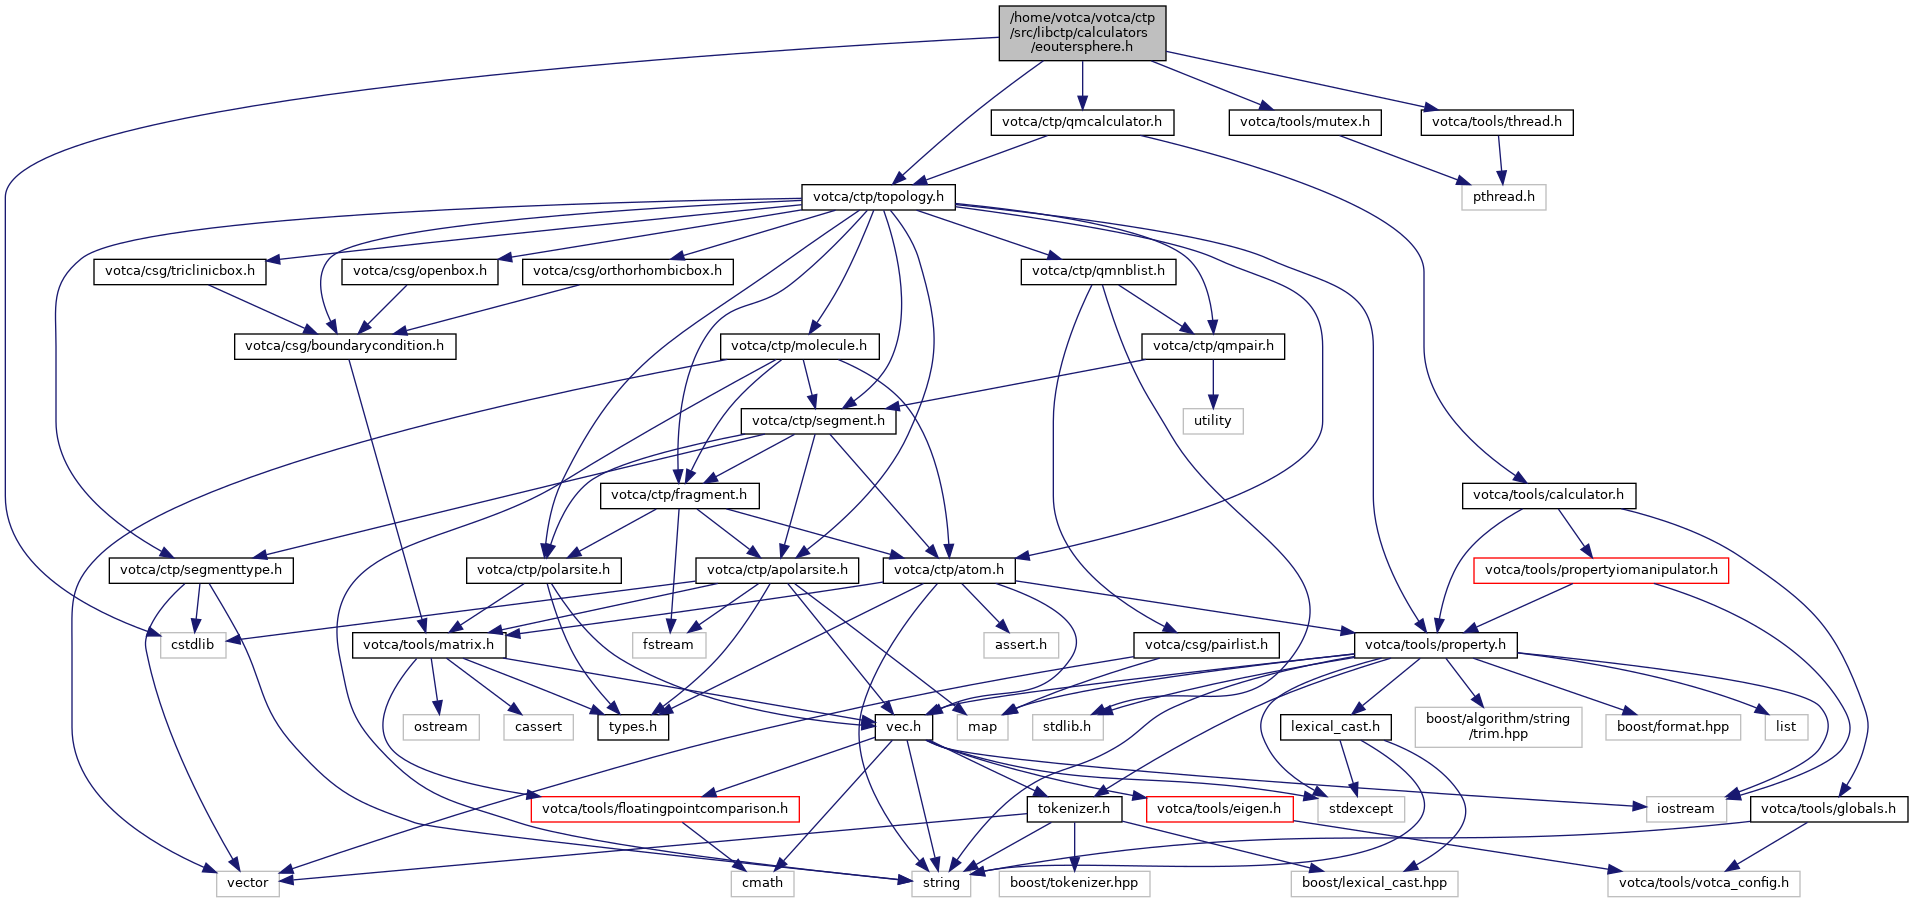 /home/votca/votca/ctp
/src/libctp/calculators
/eoutersphere.h
votca/ctp/qmcalculator.h
votca/tools/mutex.h
votca/tools/thread.h
votca/ctp/topology.h
pthread.h
votca/csg/triclinicbox.h
votca/csg/openbox.h
votca/csg/orthorhombicbox.h
votca/ctp/qmnblist.h
votca/csg/boundarycondition.h
votca/ctp/molecule.h
votca/ctp/qmpair.h
votca/ctp/segment.h
utility
votca/ctp/fragment.h
votca/tools/calculator.h
votca/ctp/segmenttype.h
votca/ctp/polarsite.h
votca/ctp/apolarsite.h
votca/ctp/atom.h
votca/tools/propertyiomanipulator.h
cstdlib
votca/tools/matrix.h
fstream
assert.h
votca/csg/pairlist.h
votca/tools/property.h
ostream
cassert
types.h
vec.h
map
stdlib.h
lexical_cast.h
boost/algorithm/string
/trim.hpp
boost/format.hpp
list
votca/tools/floatingpointcomparison.h
tokenizer.h
votca/tools/eigen.h
stdexcept
iostream
votca/tools/globals.h
vector
cmath
string
boost/tokenizer.hpp
boost/lexical_cast.hpp
votca/tools/votca_config.h